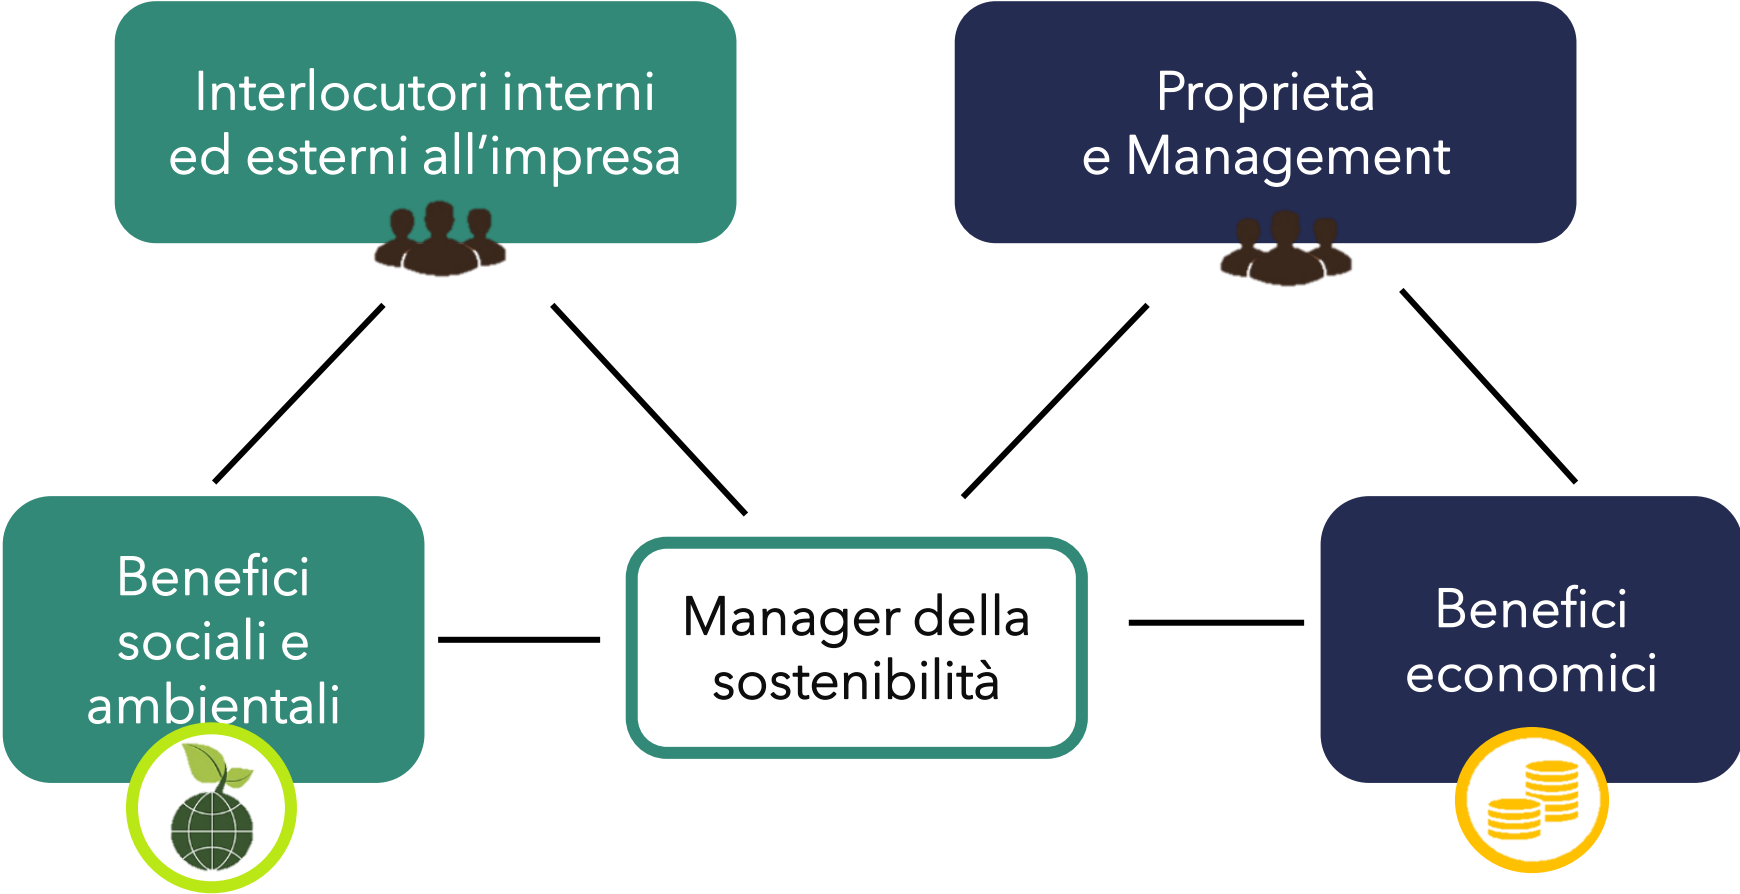 Interlocutori interni
ed esterni all’impresa
Proprietà
e Management
Benefici
sociali e
ambientali
Manager della
sostenibilità
Benefici
economici